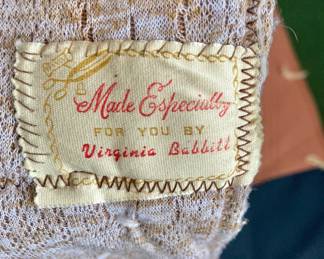 Made Especially
FOR YOU BY
Virginia Babbitt